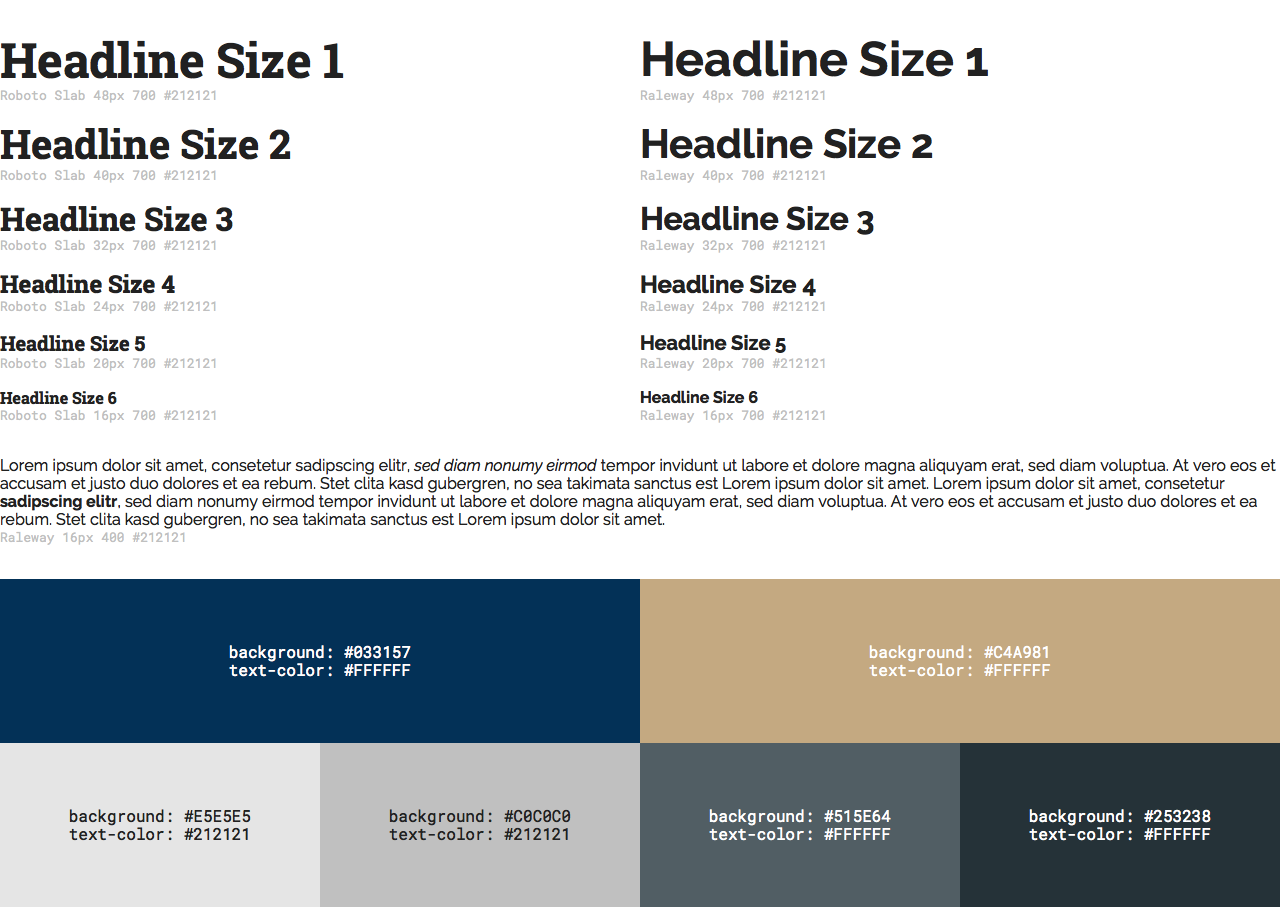 Headline Size 1
Roboto Slab 48px 700 #212121
Headline Size 2
Roboto Slab 40px 700 #212121
Headline Size 3
Roboto Slab 32px 700 #212121
Headline Size 4
Roboto Slab 24px 700 #212121
Headline Size 5
Roboto Slab 20px 700 #212121
Headline Size 6
Roboto Slab 16px 700 #212121
Headline Size 1
Raleway 48px 700 #212121
Headline Size 2
Raleway 40px 700 #212121
Headline Size 3
Raleway 32px 700 #212121
Headline Size 4
Raleway 24px 700 #212121
Headline Size 5
Raleway 20px 700 #212121
Headline Size 6
Raleway 16px 700 #212121
Lorem ipsum dolor sit amet, consetetur sadipscing elitr, sed diam nonumy eirmod tempor invidunt ut labore et dolore magna aliquyam erat, sed diam voluptua. At vero eos et
accusam et justo duo dolores et ea rebum. Stet clita kasd gubergren, no sea takimata sanctus est Lorem ipsum dolor sit amet. Lorem ipsum dolor sit amet, consetetur
sadipscing elitr, sed diam nonumy eirmod tempor invidunt ut labore et dolore magna aliquyam erat, sed diam voluptua. At vero eos et accusam et justo duo dolores et ea
rebum. Stet clita kasd gubergren, no sea takimata sanctus est Lorem ipsum dolor sit amet.
Raleway 16px 400 #212121
background: #033157
text-color: #FFFFFF
background: #C4A981
text-color: #FFFFFF
background: #E5E5E5
text-color: #212121
background: #C0C0C0
text-color: #212121
background: #515E64
text-color: #FFFFFF
background: #253238
text-color: #FFFFFF